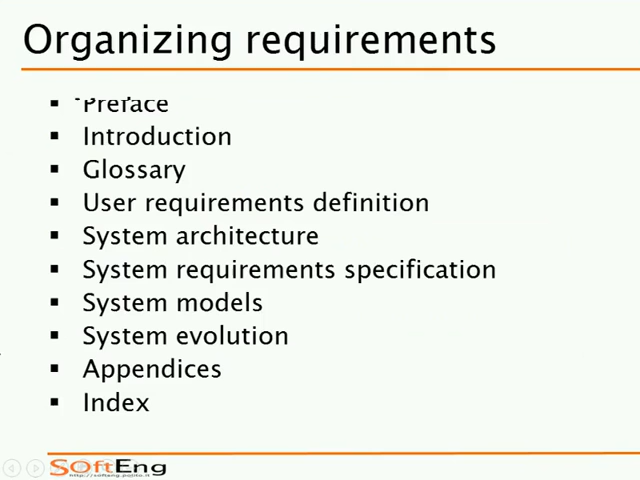 Organizing requirements
▪ Preface
▪ Introduction
▪ Glossary
▪ User requirements definition
▪ System architecture
▪ System requirements specification
▪ System models
▪ System evolution
▪ Appendices
▪ Index
SOftEng
http://softeng.polito.it